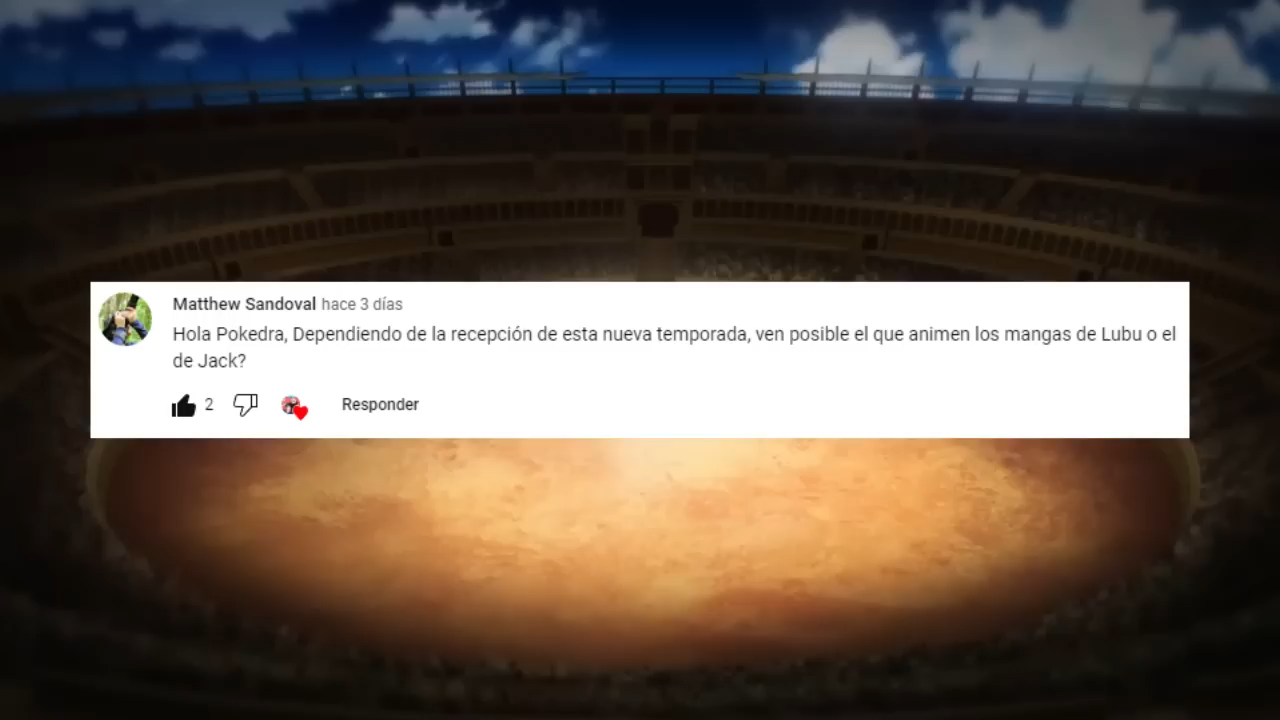 Matthew Sandoval hace 3 días
Hola Pokedra, Dependiendo de la recepción de esta nueva temporada, ven posible el que animen los mangas de Lubu o el
de Jack?
2 Responder